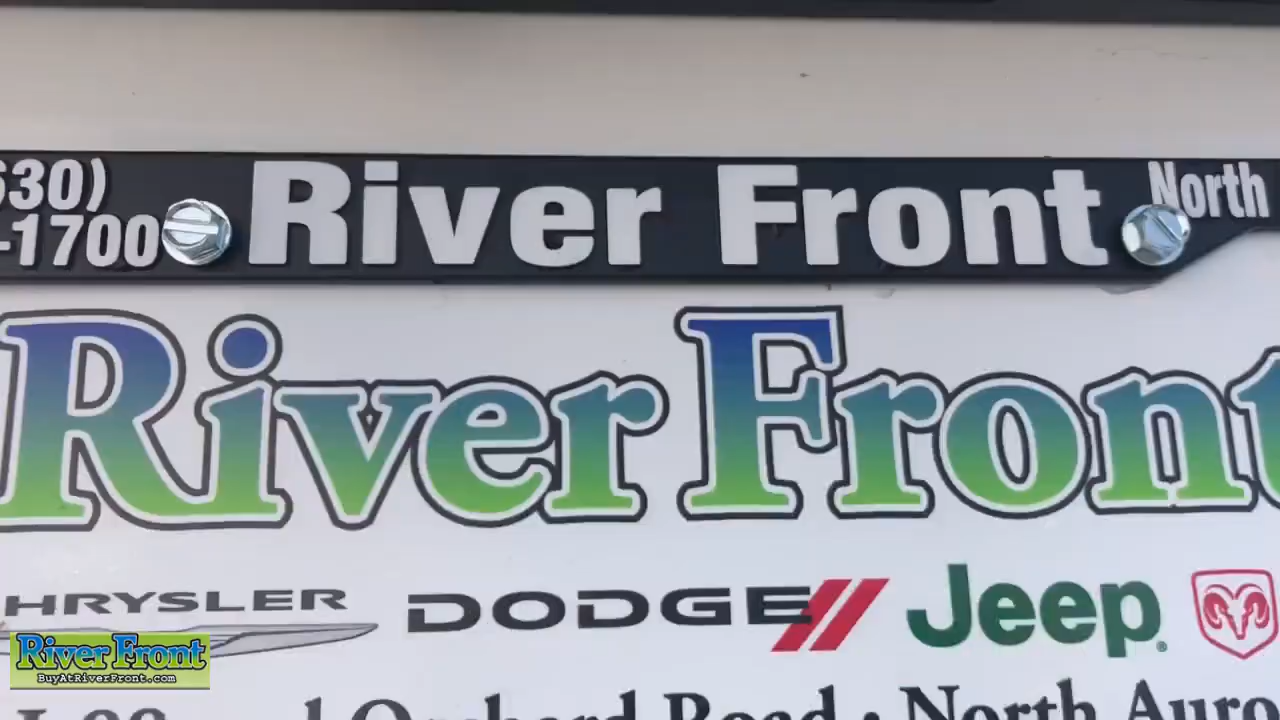 630)
-1700
River Front
North
River Front
HRYSLER DODGE Jeep
River Front
BuyAtRiverFront.com
Orchard Road · North Auro